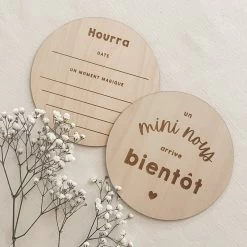 Hourra
DATE
UN MOMENT MAGIQUE
un
mini nous
arrive
bientôt